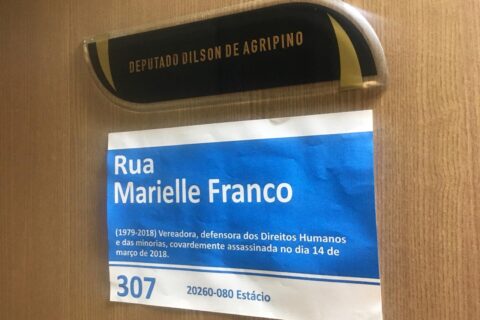 DEPUTADO DILSON DE AGRIPINO
Rua
Marielle Franco
(1979-2018) Vereadora, defensora dos Direitos Humanos
e das minorias, covardemente assassinada no dia 14 de
março de 2018.
307 20260-080 Estácio